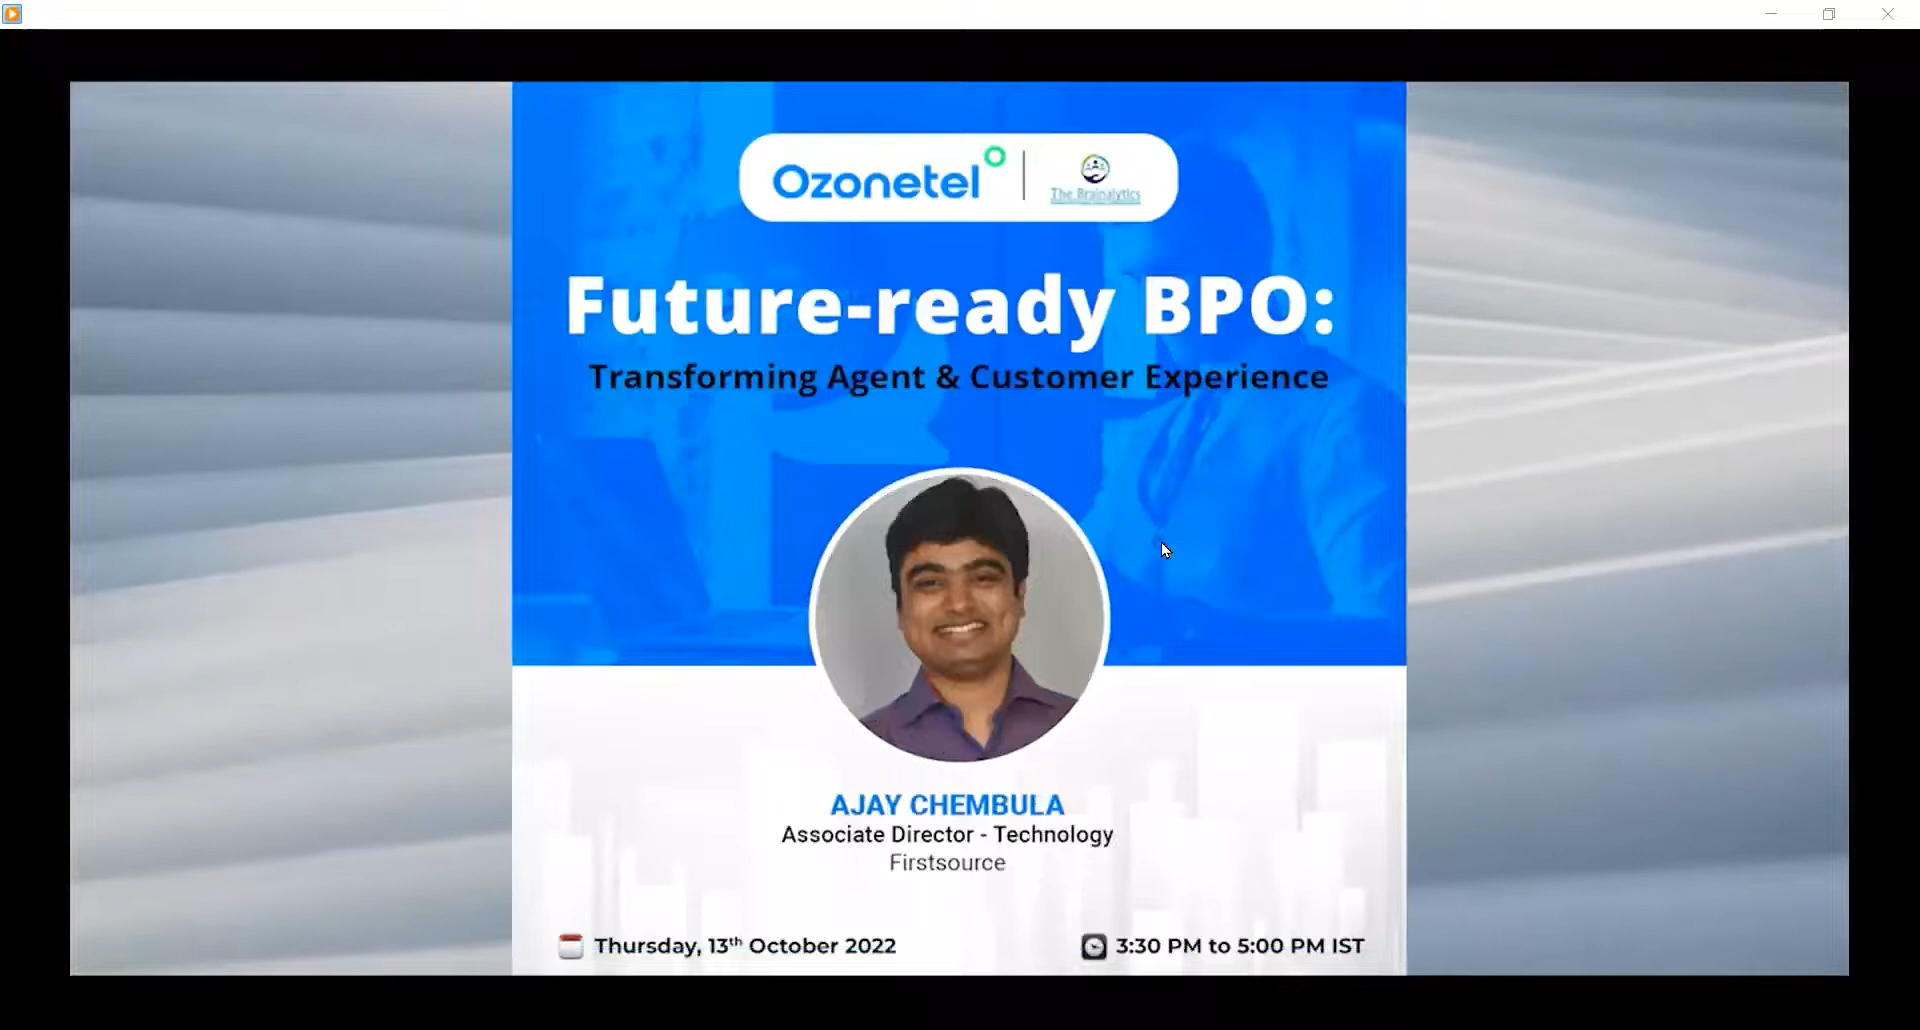 Ozonetel
The Brainalytics
Future-ready BPO:
Transforming Agent & Customer Experience
AJAY CHEMBULA
Associate Director - Technology
Firstsource
Thursday, 13th October 2022
3:30 PM to 5:00 PM IST